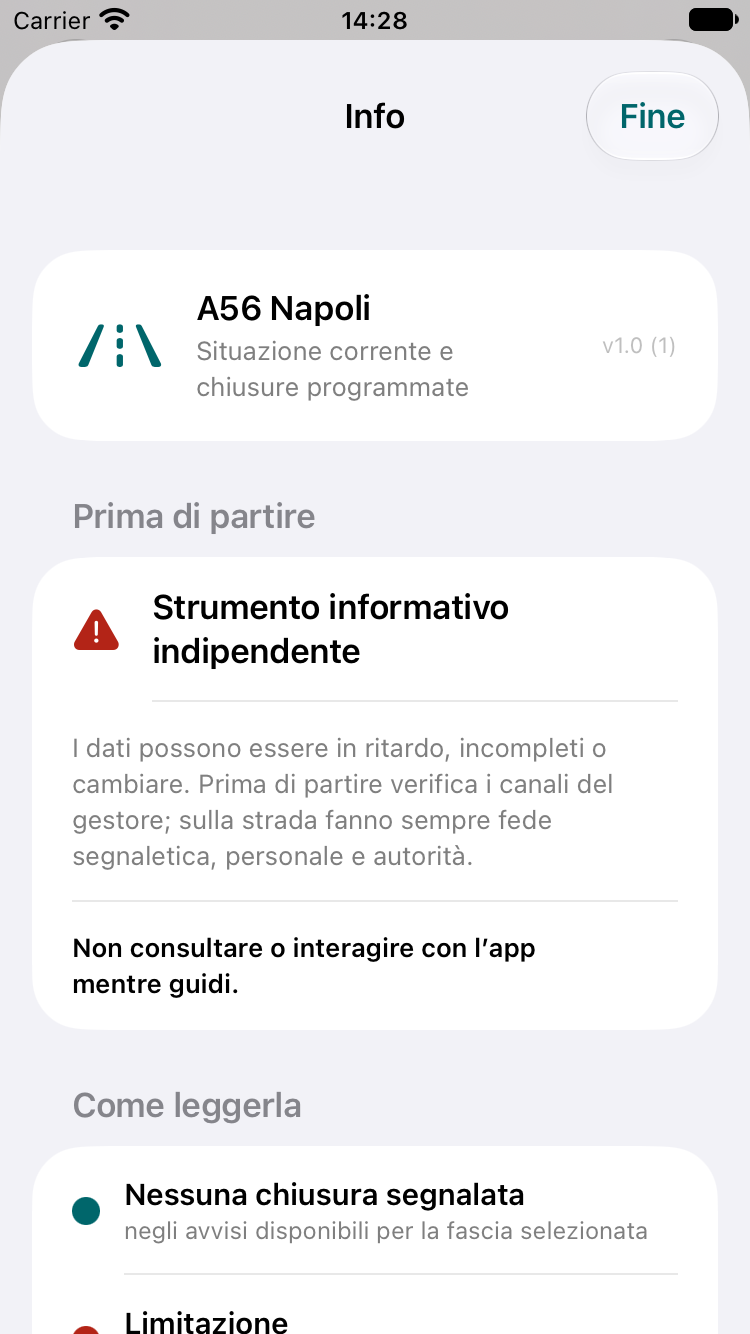 Carrier
14:28
Info
Fine
A56 Napoli
Situazione corrente e
chiusure programmate
v1.0 (1)
Prima di partire
Strumento informativo
indipendente
I dati possono essere in ritardo, incompleti o
cambiare. Prima di partire verifica i canali del
gestore; sulla strada fanno sempre fede
segnaletica, personale e autorità.
Non consultare o interagire con l’app
mentre guidi.
Come leggerla
Nessuna chiusura segnalata
negli avvisi disponibili per la fascia selezionata
Limitazione